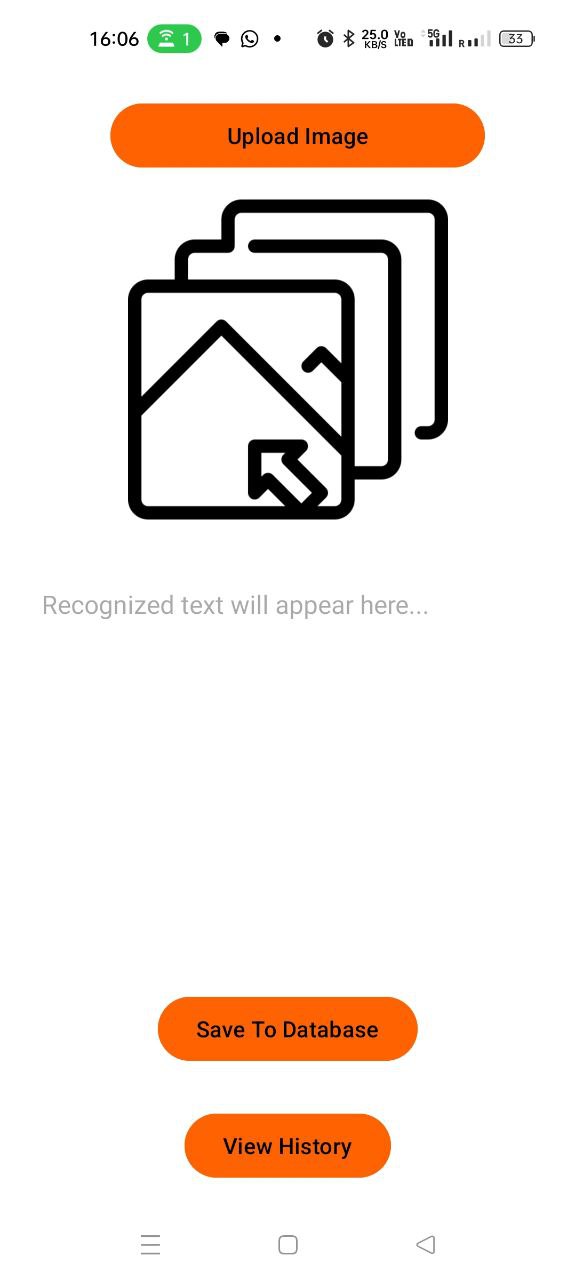 16:06 1 25.0 KB/S Vo LTE D 5G R 33
Upload Image
Recognized text will appear here...
Save To Database
View History